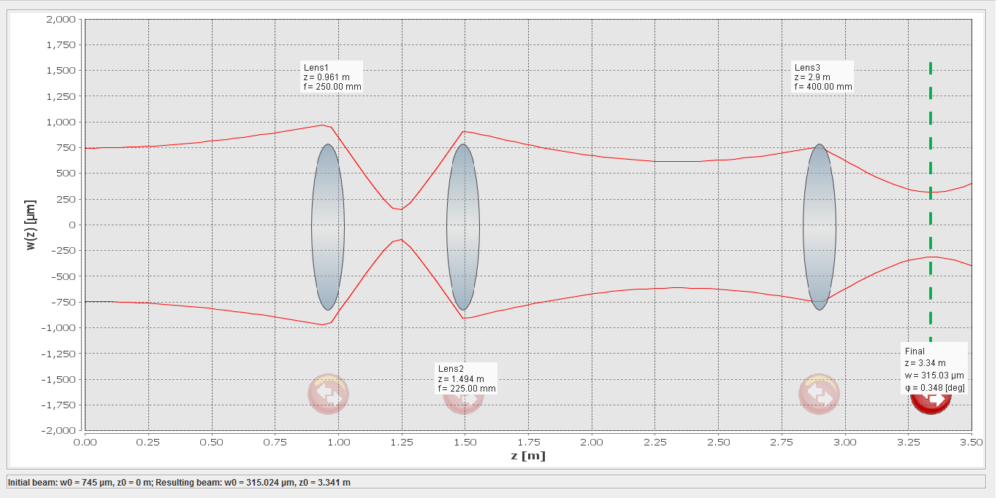 2,000
1,750
1,500
1,250
1,000
750
500
250
0
-250
-500
-750
-1,000
-1,250
-1,500
-1,750
-2,000
w(z) [µm]
Lens1
z = 0.961 m
f = 250.00 mm
Lens3
z = 2.9 m
f = 400.00 mm
Lens2
z = 1.494 m
f = 225.00 mm
Final
z = 3.34 m
w = 315.03 µm
φ = 0.348 [deg]
0.00 0.25 0.50 0.75 1.00 1.25 1.50 1.75 2.00 2.25 2.50 2.75 3.00 3.25 3.50
z [m]
Initial beam: w0 = 745 µm, z0 = 0 m; Resulting beam: w0 = 315.024 µm, z0 = 3.341 m